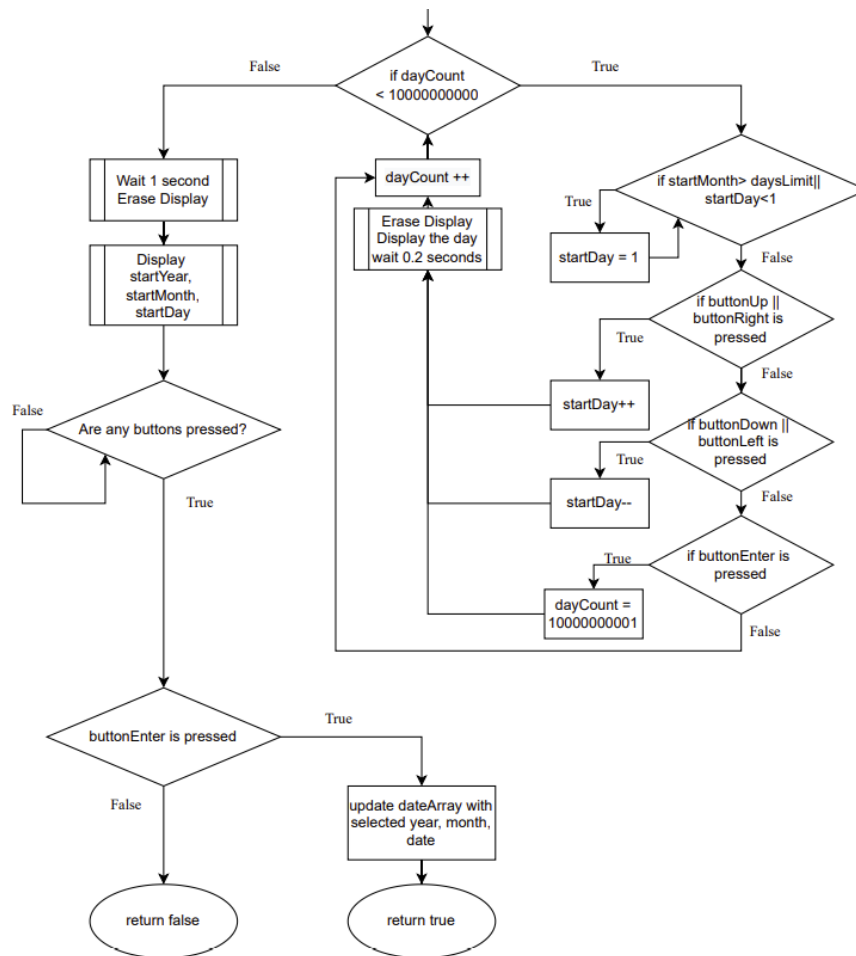 if dayCount
< 10000000000
False
True
Wait 1 second
Erase Display
dayCount ++
if startMonth> daysLimit||
startDay<1
True
Erase Display
Display the day
wait 0.2 seconds
startDay = 1
False
Display
startYear,
startMonth,
startDay
if buttonUp ||
buttonRight is
pressed
True
False
startDay++
False
Are any buttons pressed?
True
if buttonDown ||
buttonLeft is
pressed
True
False
startDay--
if buttonEnter is
pressed
True
dayCount =
10000000001
False
buttonEnter is pressed
True
False
update dateArray with
selected year, month,
date
return false
return true